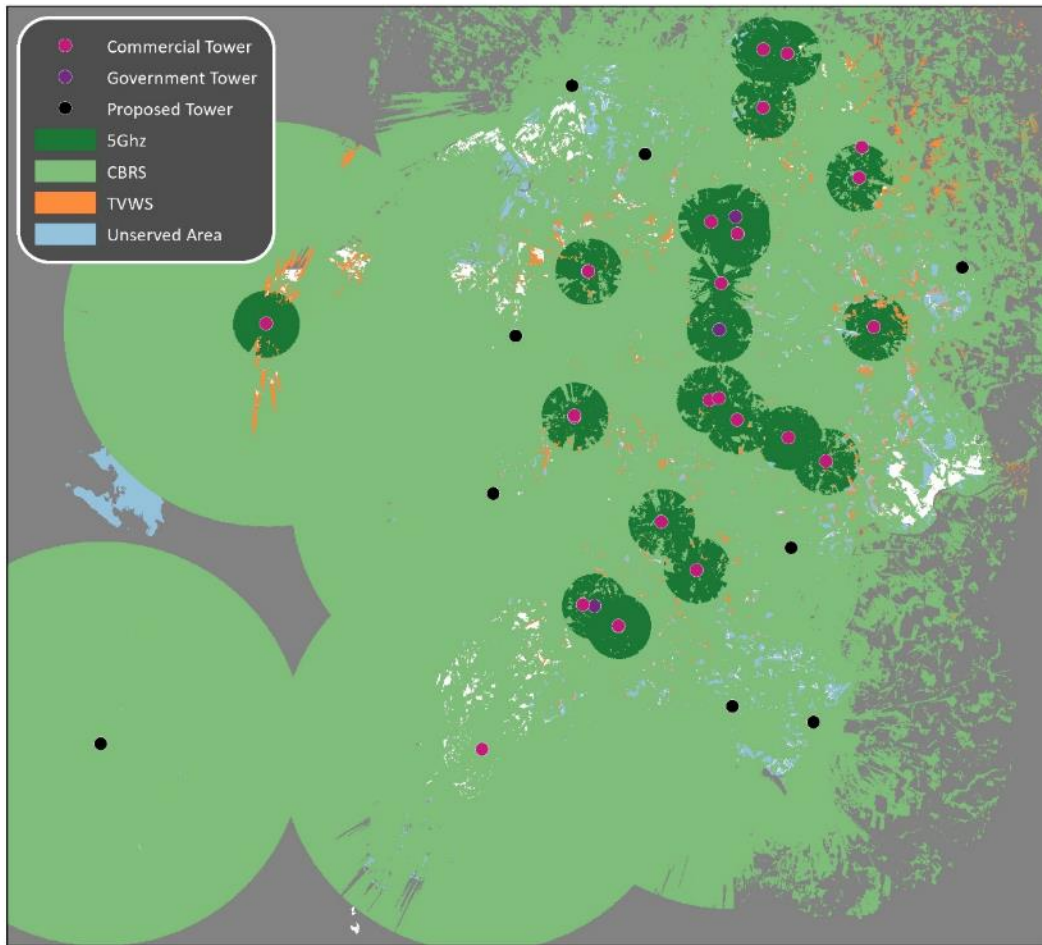 Commercial Tower
Government Tower
Proposed Tower
5Ghz
CBRS
TVWS
Unserved Area